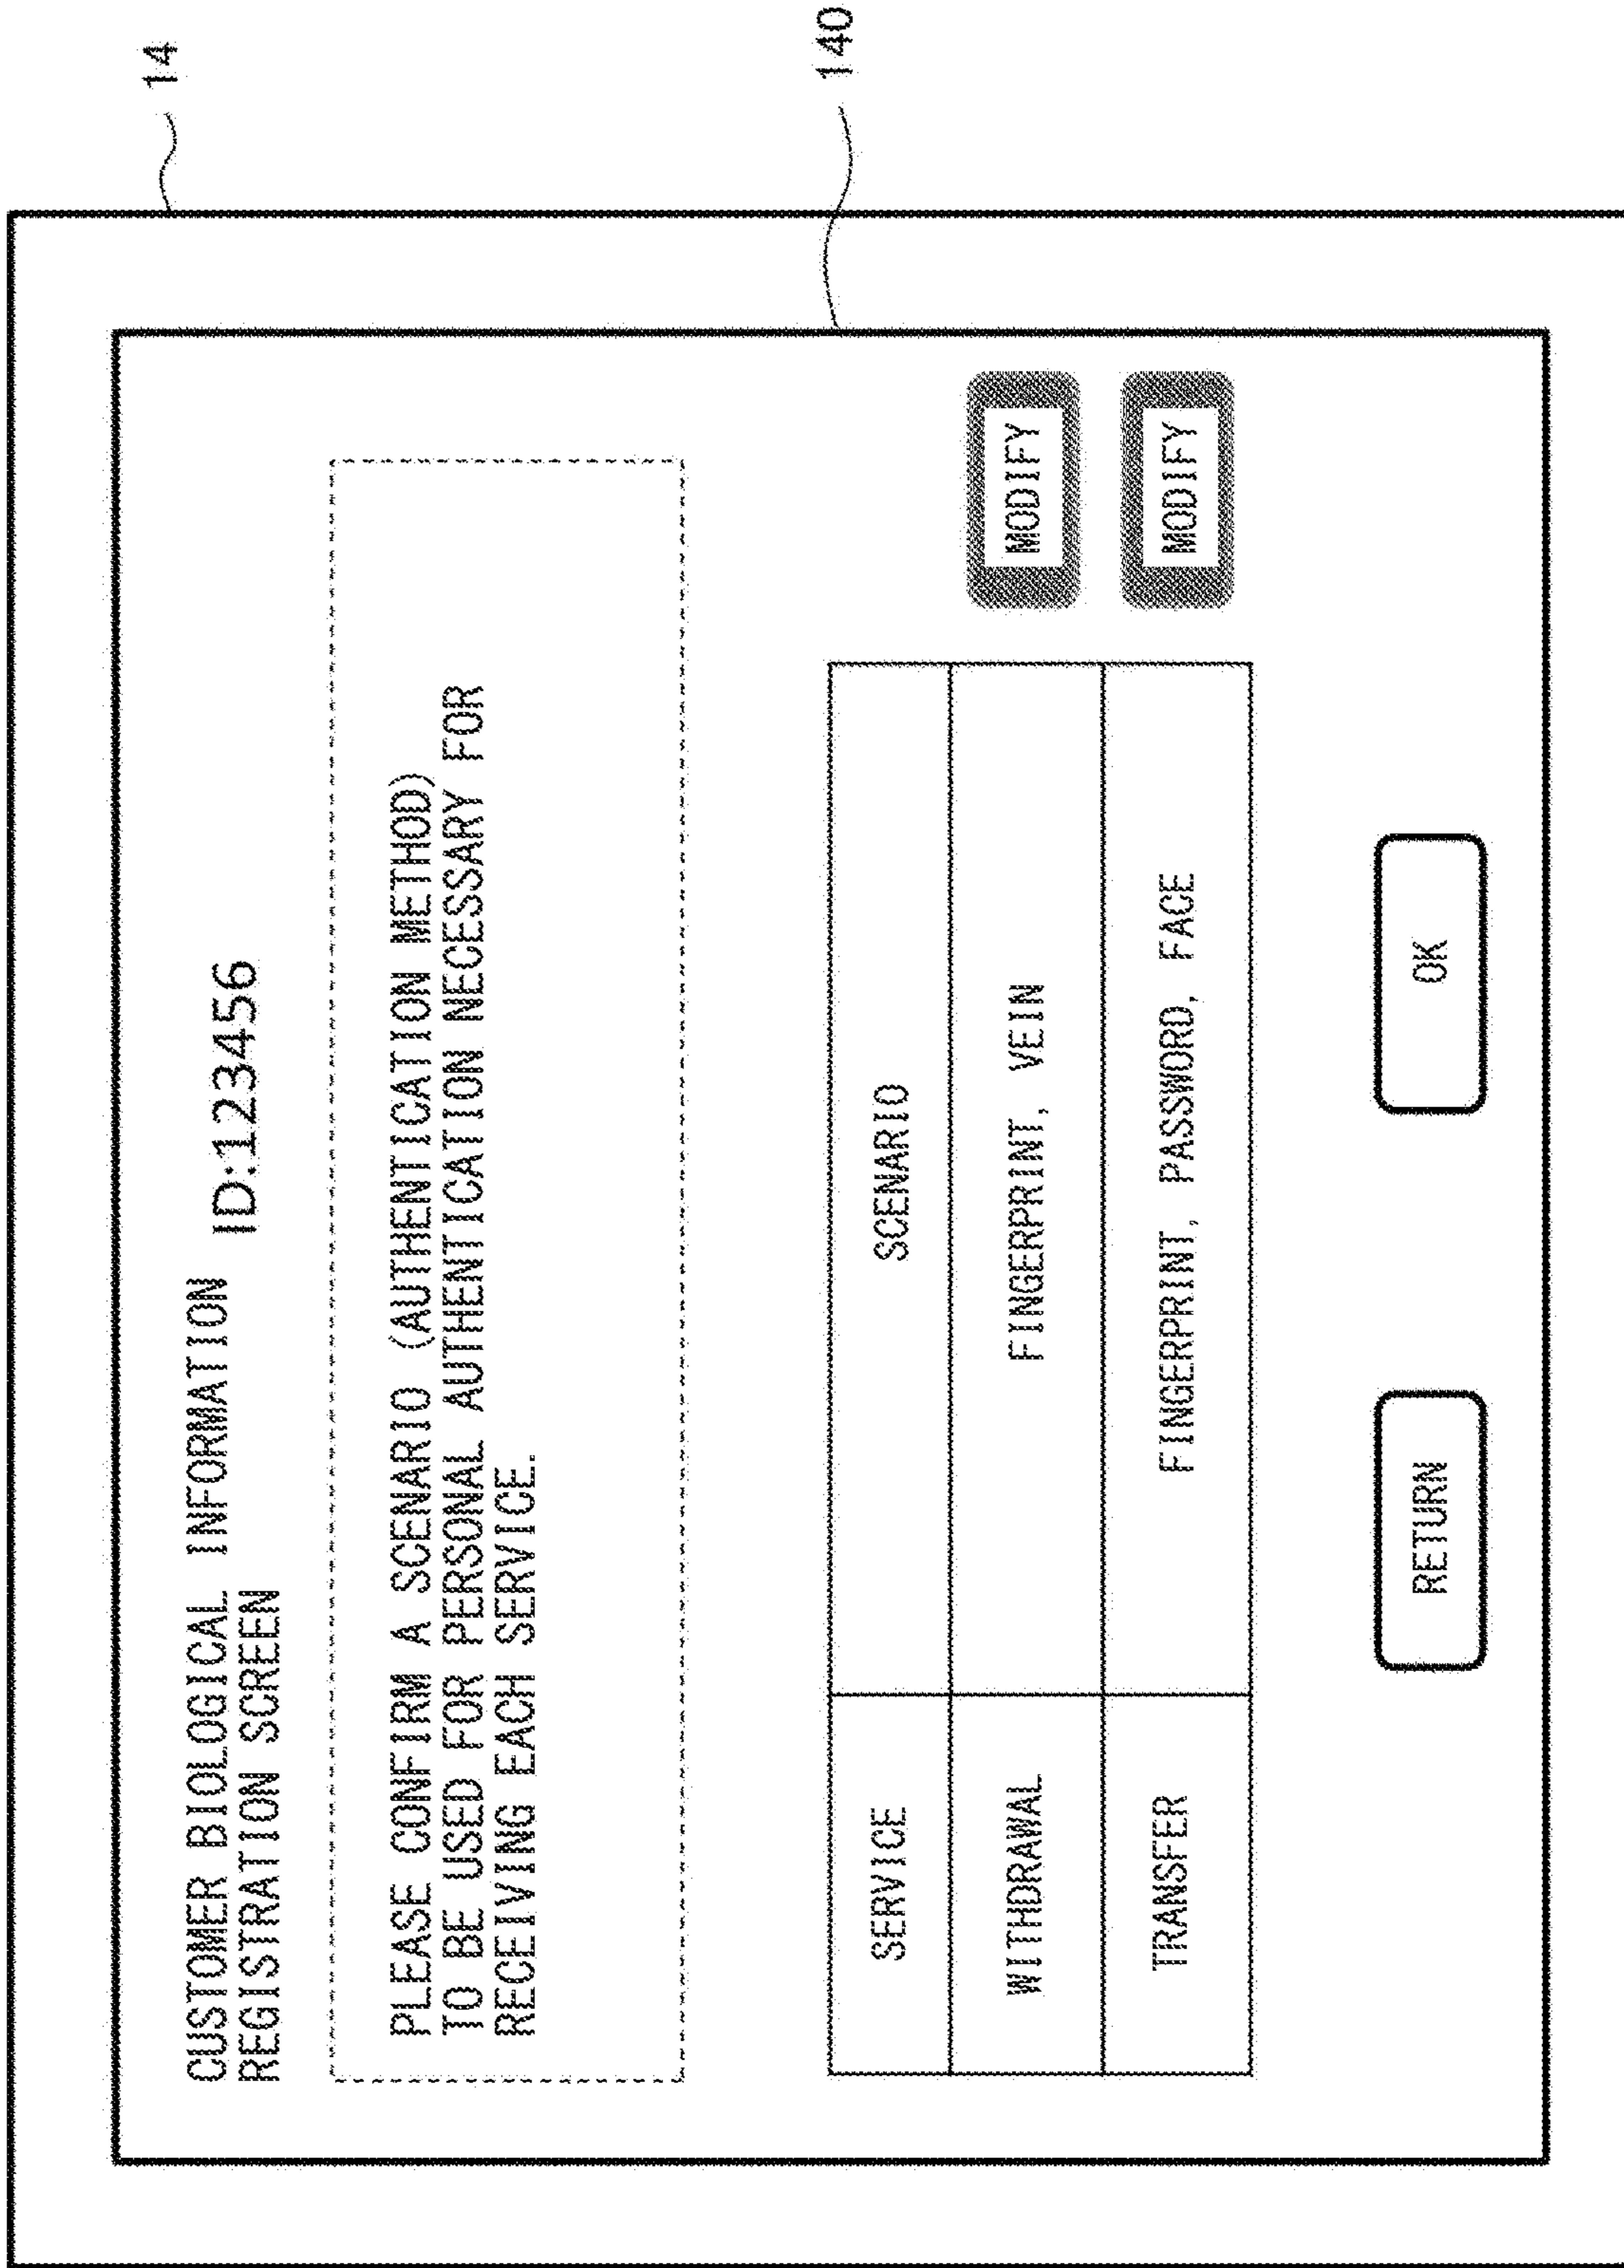 14
140
CUSTOMER BIOLOGICAL INFORMATION
REGISTRATION SCREEN
ID:123456
PLEASE CONFIRM A SCENARIO (AUTHENTICATION METHOD)
TO BE USED FOR PERSONAL AUTHENTICATION NECESSARY FOR
RECEIVING EACH SERVICE.
SERVICE SCENARIO
WITHDRAWAL FINGERPRINT, VEIN MODIFY
TRANSFER FINGERPRINT, PASSWORD, FACE MODIFY
RETURN OK